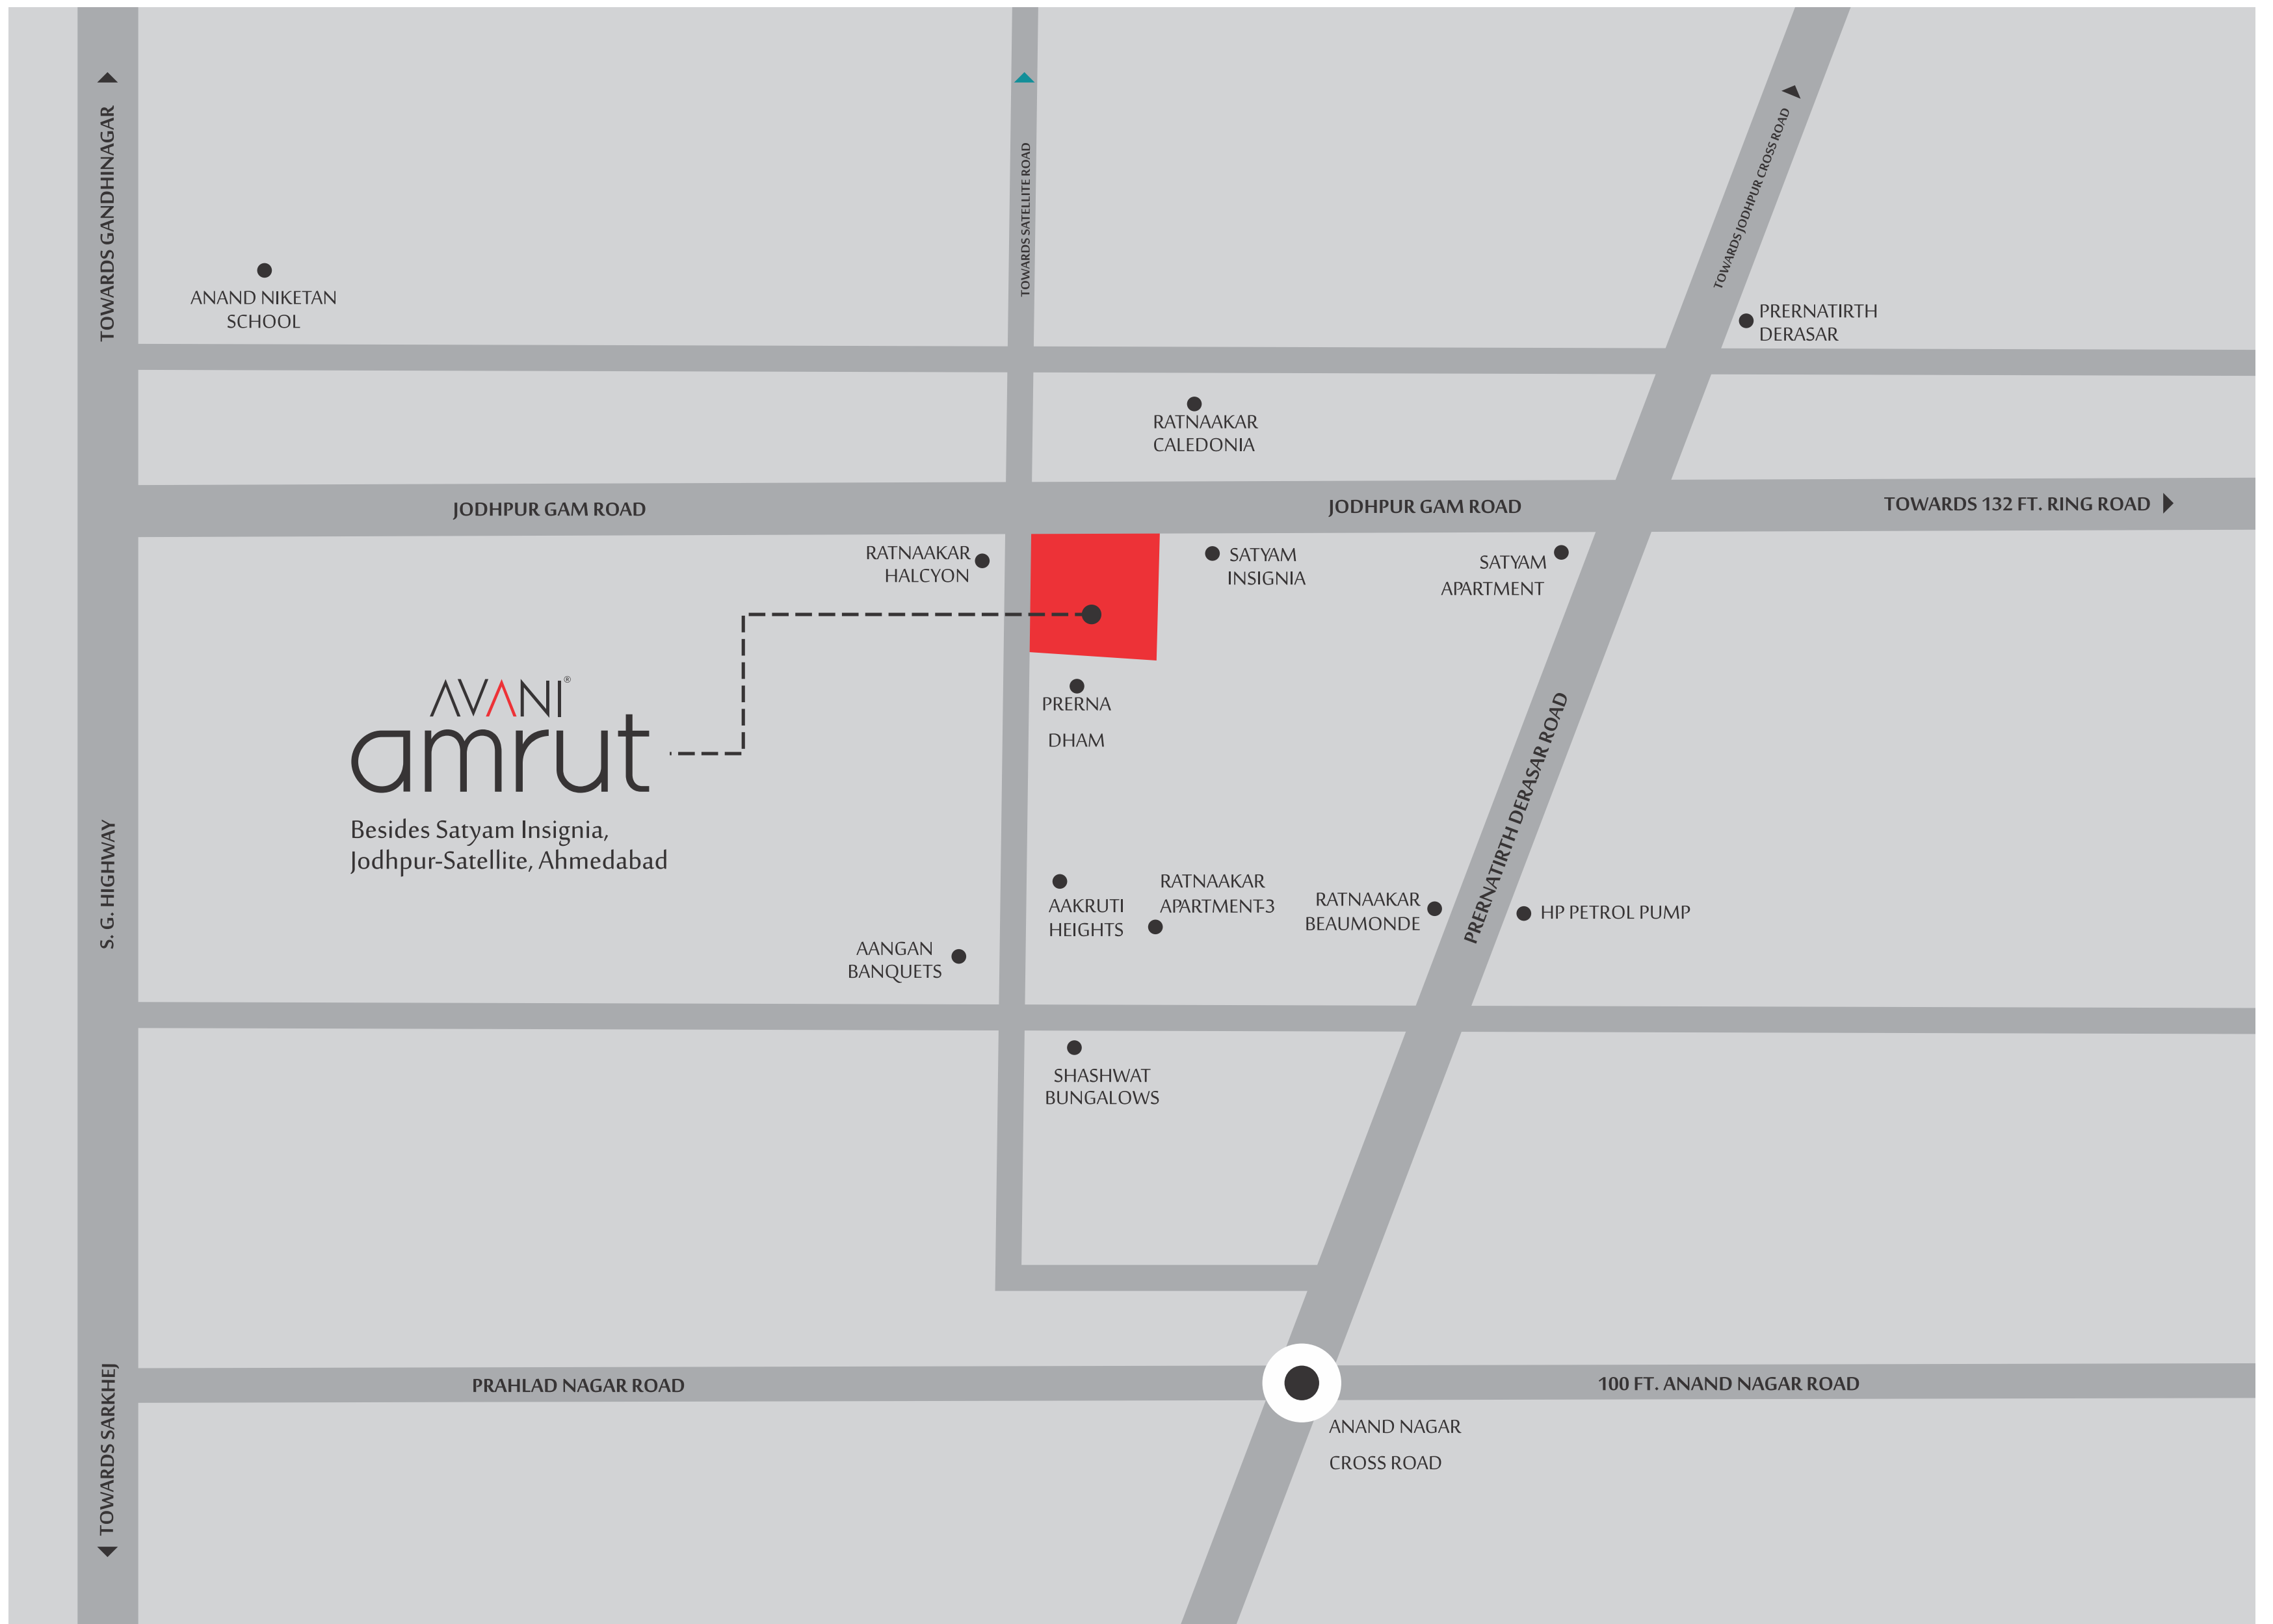 TOWARDS GANDHINAGAR
TOWARDS SATELLITE ROAD
TOWARDS JODHPUR CROSS ROAD
ANAND NIKETAN
SCHOOL
PRERNATIRTH
DERASAR
RATNAAKAR
CALEDONIA
JODHPUR GAM ROAD
JODHPUR GAM ROAD
TOWARDS 132 FT. RING ROAD
RATNAAKAR
HALCYON
SATYAM
INSIGNIA
SATYAM
APARTMENT
AVANI®
amrut
Besides Satyam Insignia,
Jodhpur-Satellite, Ahmedabad
PRERNA
DHAM
PRERNATIRTH DERASAR ROAD
S. G. HIGHWAY
AAKRUTI
HEIGHTS
RATNAAKAR
APARTMENT-3
RATNAAKAR
BEAUMONDE
HP PETROL PUMP
AANGAN
BANQUETS
SHASHWAT
BUNGALOWS
TOWARDS SARKHEJ
PRAHLAD NAGAR ROAD
100 FT. ANAND NAGAR ROAD
ANAND NAGAR
CROSS ROAD